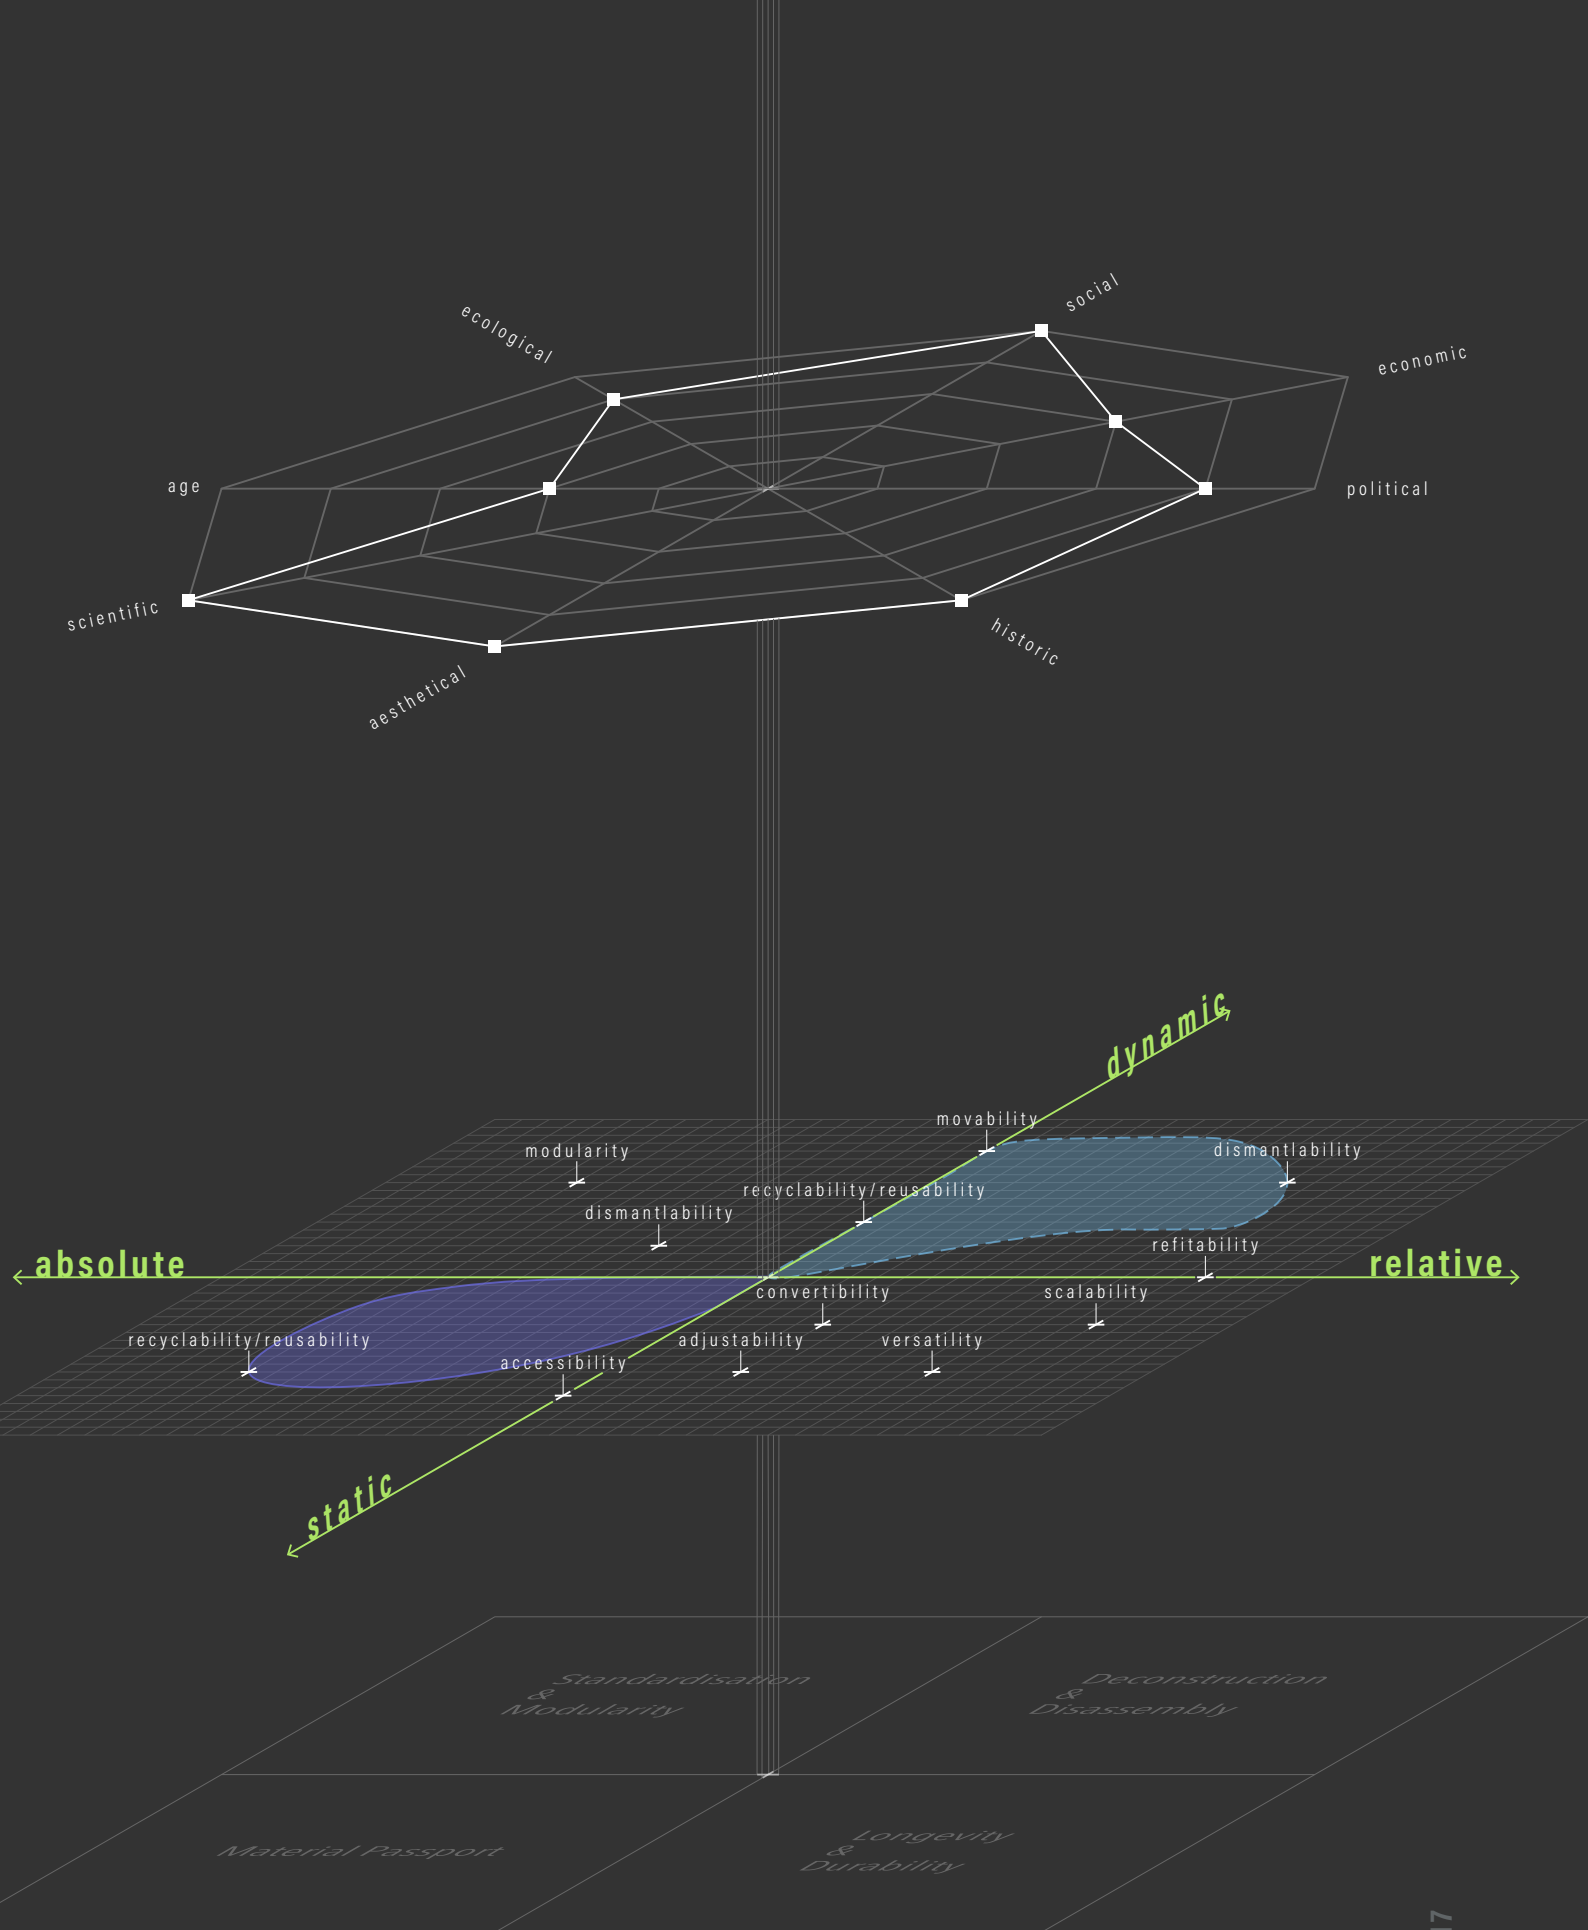 social
ecological
economic
age
political
scientific
historic
aesthetical
dynamic
movability
modularity
dismantlability
recyclability/reusability
dismantlability
refitability
absolute
relative
convertibility
scalability
recyclability/reusability
adjustability
versatility
accessibility
static
Standardisation
&
Modularity
Deconstruction
&
Disassembly
Material Passport
Longevity
&
Durability